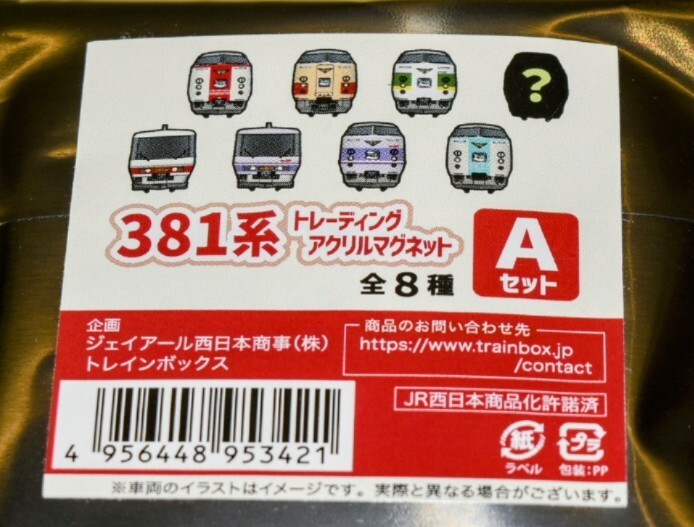 ?
381系
トレーディング
アクリルマグネット
全8種
A
セット
企画
ジェイアール西日本商事(株)
トレインボックス
商品のお問い合わせ先
https://www.trainbox.jp
/contact
JR西日本商品化許諾済
4 956448 953421
紙
ラベル
プラ
包装:PP
※車両のイラストはイメージです。実際と異なる場合がございます。